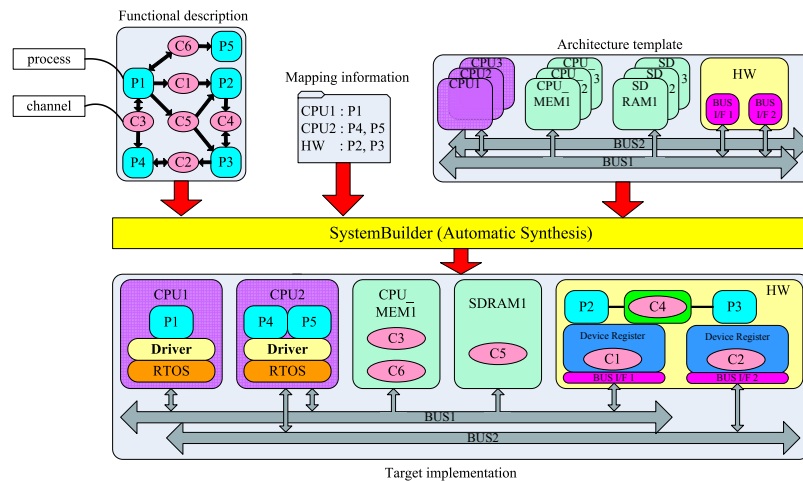 Functional description
process
channel
C6
P5
P1
C1
P2
C3
C5
C4
P4
C2
P3
Mapping information
CPU1 : P1
CPU2 : P4, P5
HW : P2, P3
Architecture template
CPU3
CPU2
CPU1
CPU
CPU_ 3
CPU_ 2
MEM1
SD
SD 3
SD 2
RAM1
HW
BUS
I/F 1
BUS
I/F 2
BUS2
BUS1
SystemBuilder (Automatic Synthesis)
CPU1
P1
Driver
RTOS
CPU2
P4
P5
Driver
RTOS
CPU_
MEM1
C3
C6
SDRAM1
C5
HW
P2
C4
P3
Device Register
C1
BUS I/F 1
Device Register
C2
BUS I/F 2
BUS1
BUS2
Target implementation